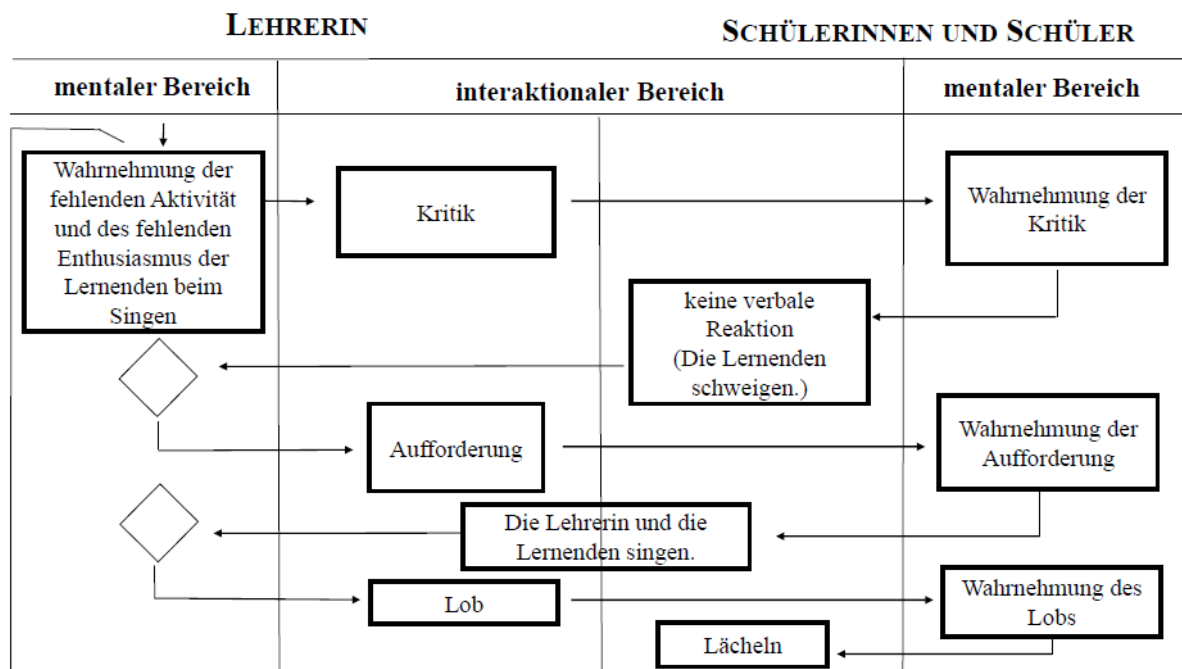 LEHRERIN
SCHÜLERINNEN UND SCHÜLER
mentaler Bereich
interaktionaler Bereich
mentaler Bereich
Wahrnehmung der
fehlenden Aktivität
und des fehlenden
Enthusiasmus der
Lernenden beim
Singen
Kritik
Wahrnehmung der
Kritik
keine verbale
Reaktion
(Die Lernenden
schweigen.)
Aufforderung
Wahrnehmung der
Aufforderung
Die Lehrerin und die
Lernenden singen.
Lob
Wahrnehmung des
Lobs
Lächeln